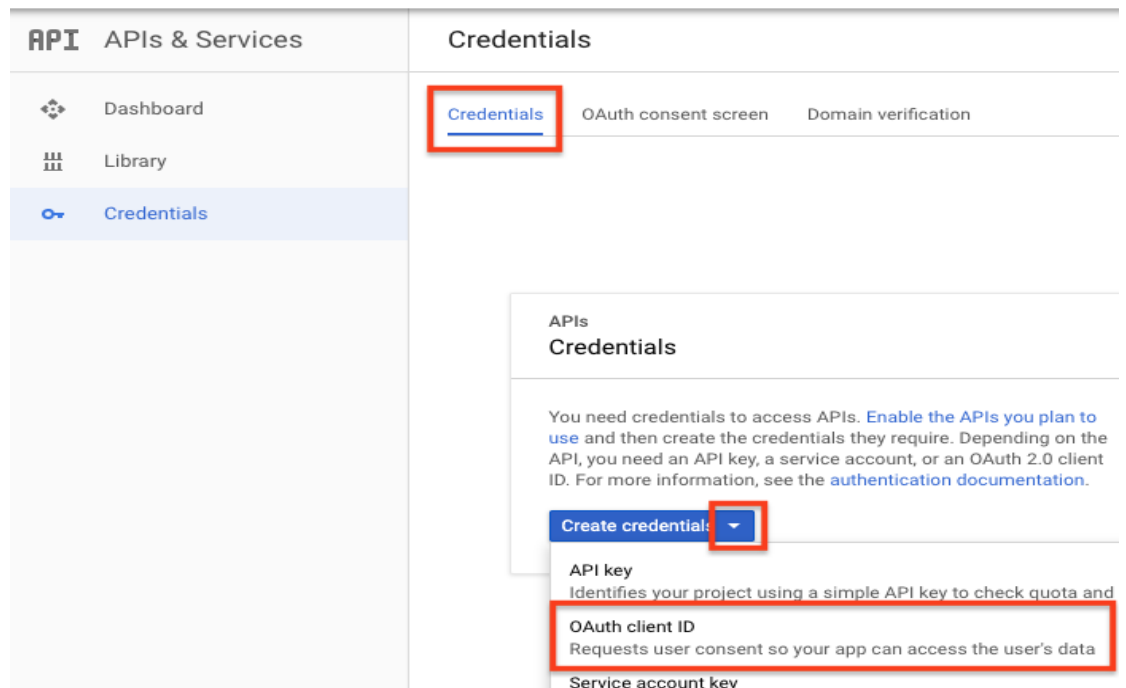 API APIs & Services
Credentials
Dashboard
Library
Credentials
Credentials OAuth consent screen Domain verification
APIs
Credentials
You need credentials to access APIs. Enable the APIs you plan to
use and then create the credentials they require. Depending on the
API, you need an API key, a service account, or an OAuth 2.0 client
ID. For more information, see the authentication documentation.
Create credentials
API key
Identifies your project using a simple API key to check quota and
OAuth client ID
Requests user consent so your app can access the user's data
Service account key